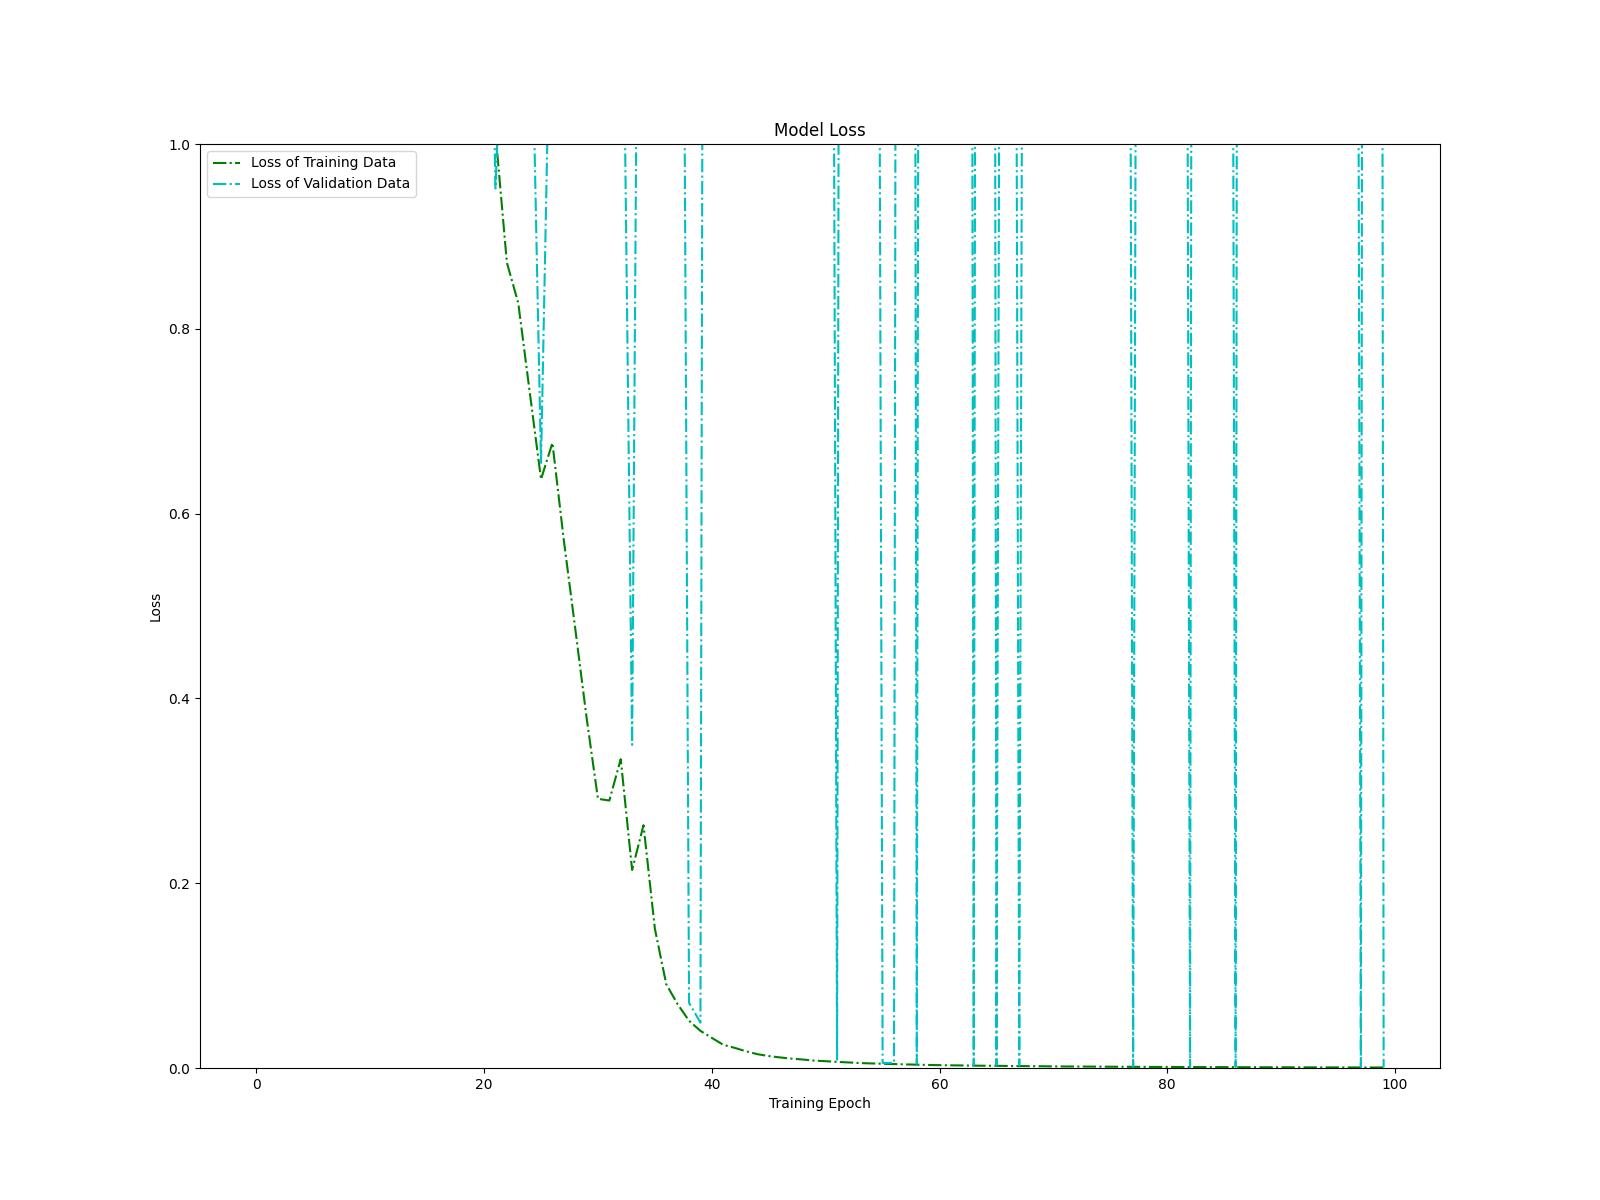 Model Loss
1.0
Loss of Training Data
Loss of Validation Data
0.8
0.6
Loss
0.4
0.2
0.0
0 20 40 60 80 100
Training Epoch